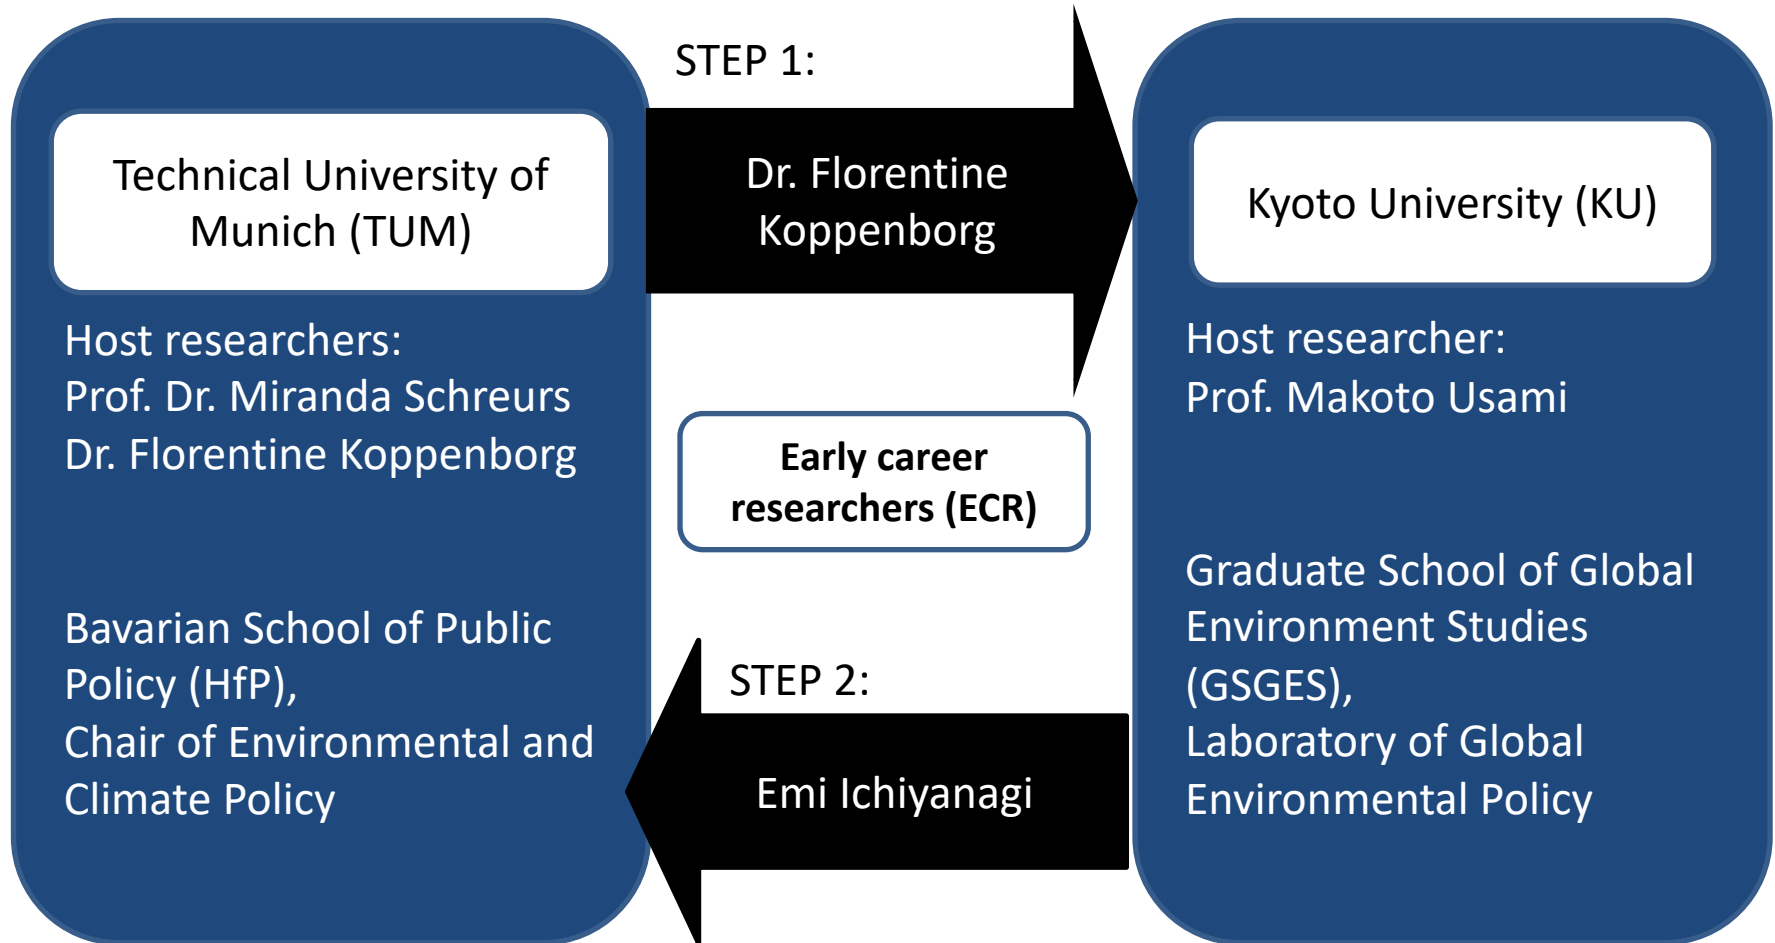 Technical University of
Munich (TUM)
Host researchers:
Prof. Dr. Miranda Schreurs
Dr. Florentine Koppenborg
Bavarian School of Public
Policy (HfP),
Chair of Environmental and
Climate Policy
STEP 1:
Dr. Florentine
Koppenborg
Early career
researchers (ECR)
STEP 2:
Emi Ichiyanagi
Kyoto University (KU)
Host researcher:
Prof. Makoto Usami
Graduate School of Global
Environment Studies
(GSGES),
Laboratory of Global
Environmental Policy